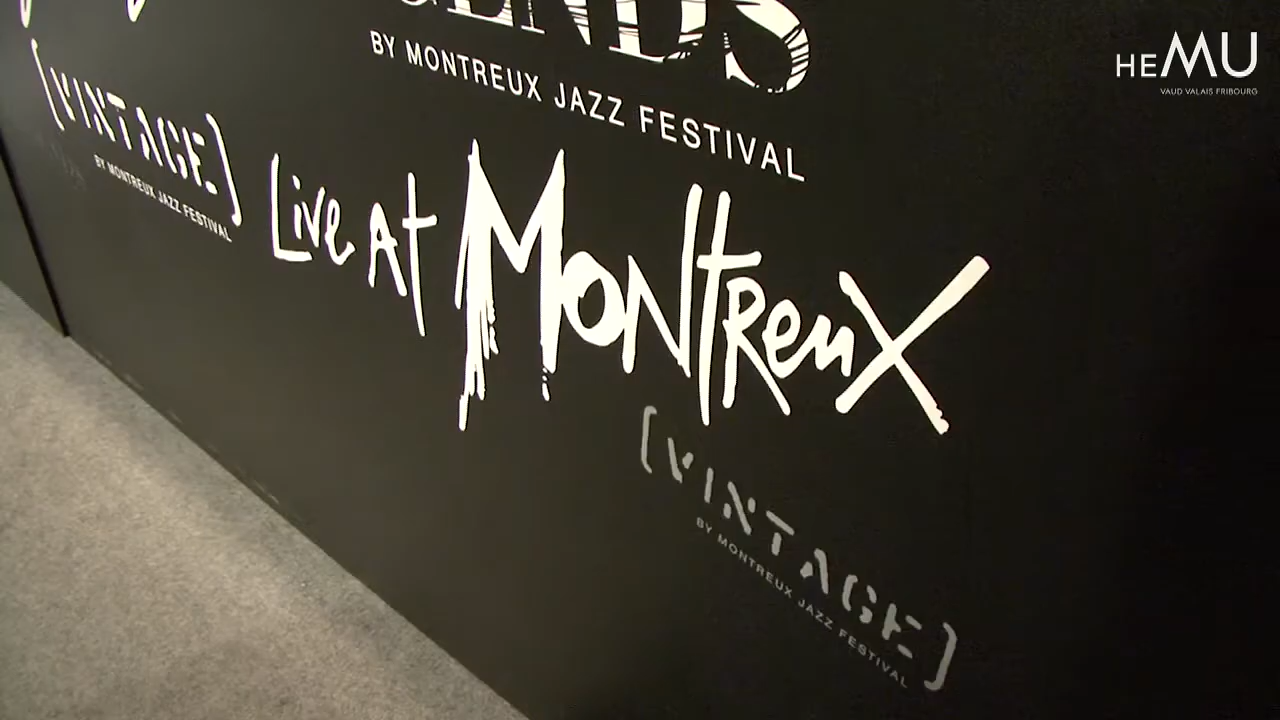 BY MONTREUX JAZZ FESTIVAL
HEMU
VAUD VALAIS FRIBOURG
[VINTAGE]
BY MONTREUX JAZZ FESTIVAL
Live at Montreux
[VINTAGE]
BY MONTREUX JAZZ FESTIVAL